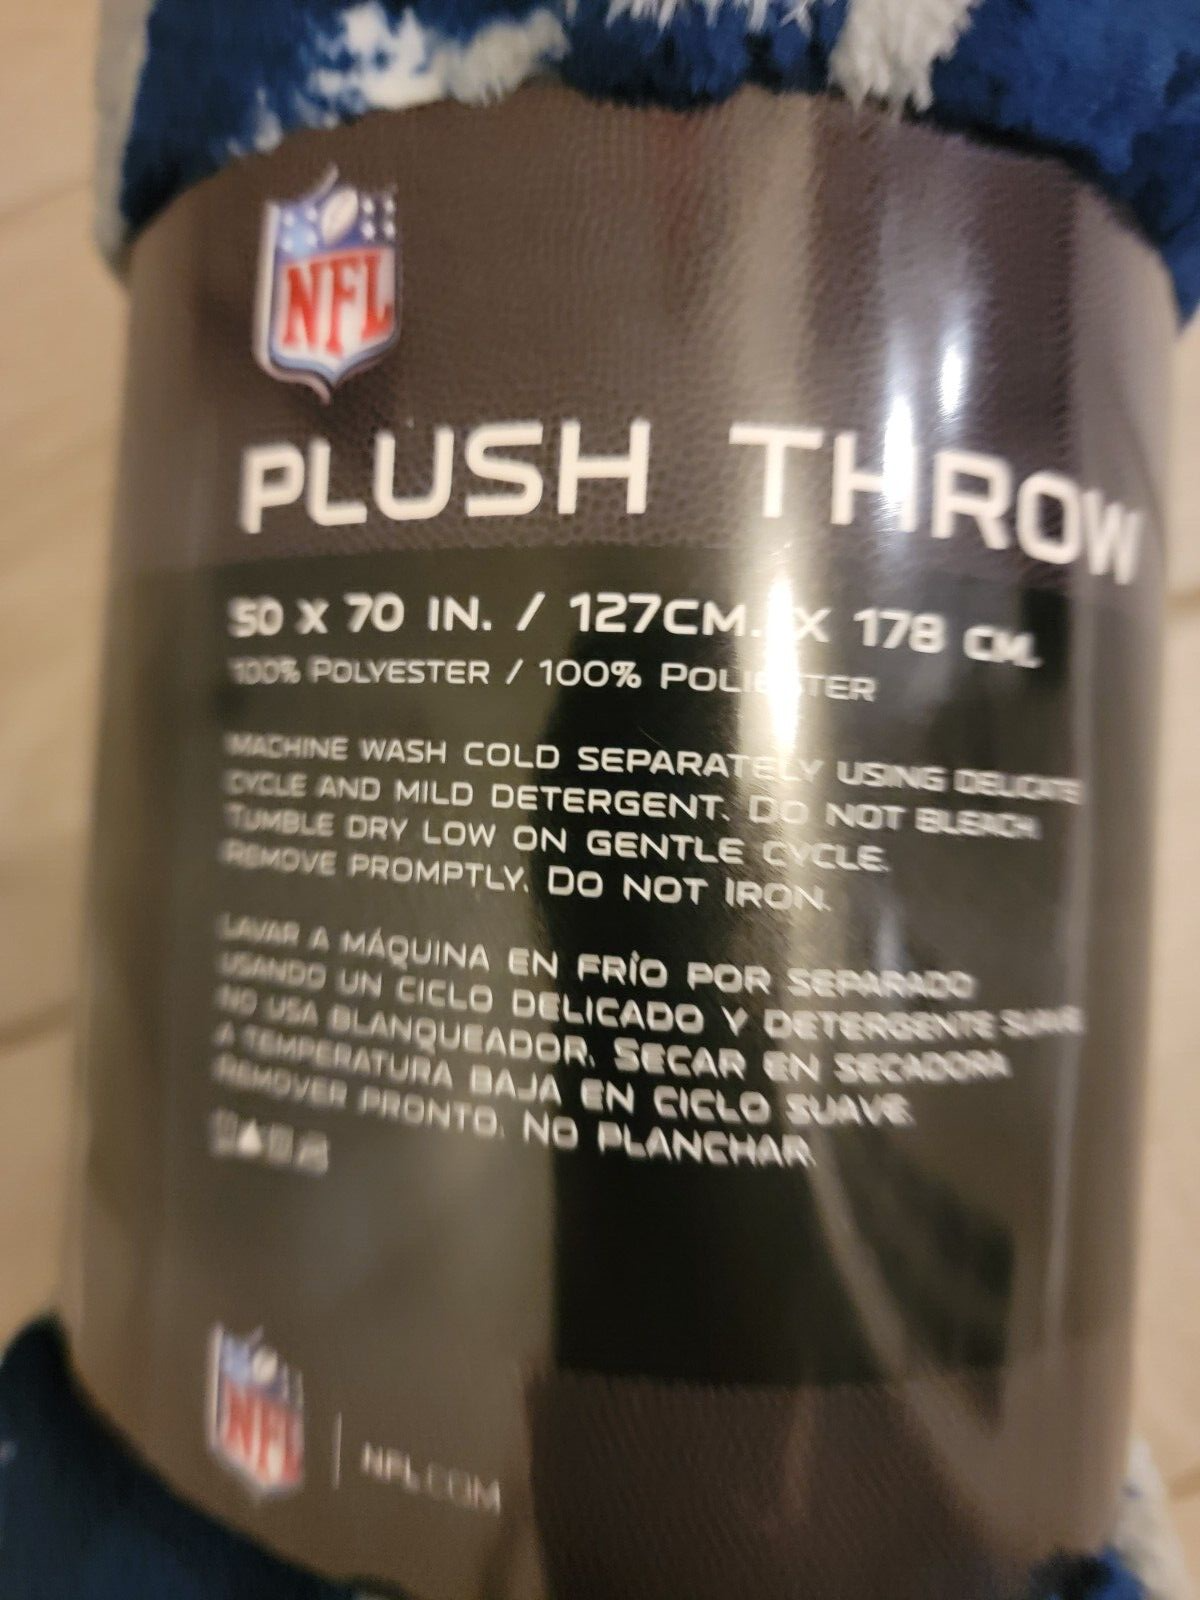 NFL
PLUSH THROW
50 X 70 IN. / 127CM. X 178 CM.
100% POLYESTER / 100% POLIESTER
MACHINE WASH COLD SEPARATELY USING DELICATE
CYCLE AND MILD DETERGENT. DO NOT BLEACH.
TUMBLE DRY LOW ON GENTLE CYCLE.
REMOVE PROMPTLY. DO NOT IRON.
LAVAR A MÁQUINA EN FRÍO POR SEPARADO
USANDO UN CICLO DELICADO Y DETERGENTE SUAVE
NO USA BLANQUEADOR. SECAR EN SECADORA
A TEMPERATURA BAJA EN CICLO SUAVE.
REMOVER PRONTO. NO PLANCHAR.
NFL | NFL.COM